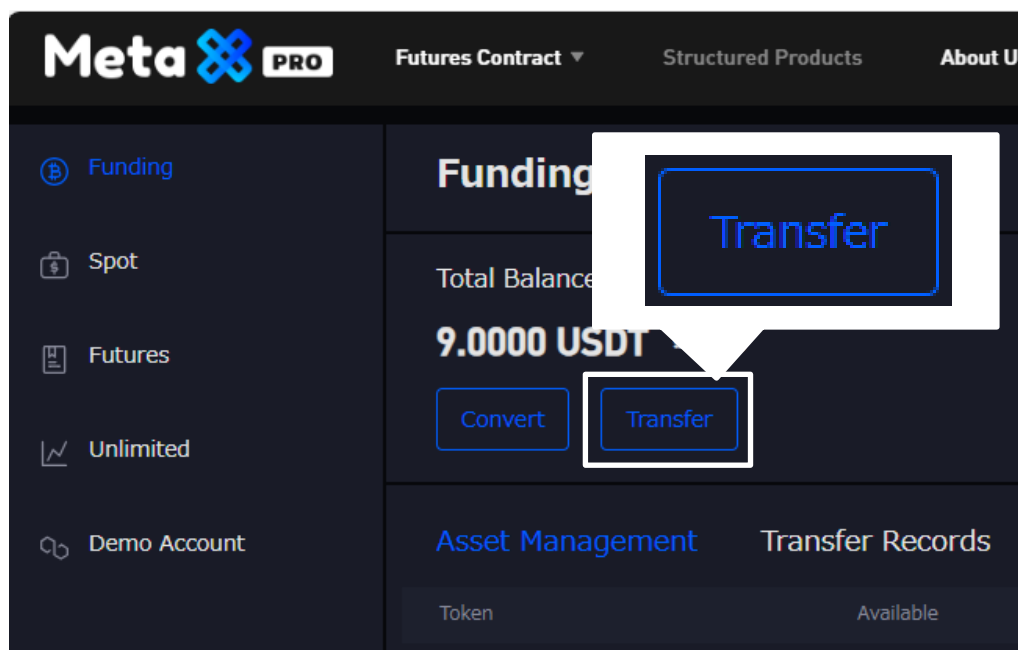 Meta PRO
Futures Contract
Structured Products
About U
Funding
Spot
Futures
Unlimited
Demo Account
Funding
Transfer
Total Balance
9.0000 USDT
Convert
Transfer
Asset Management
Transfer Records
Token
Available